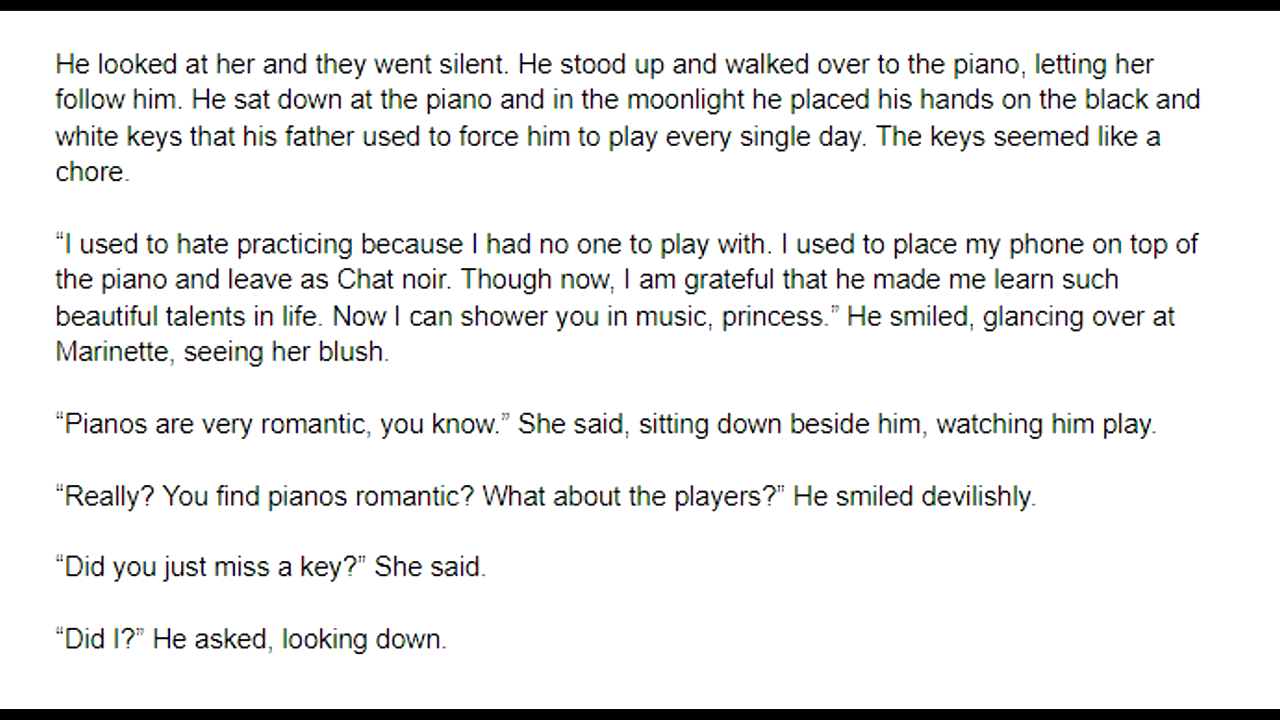 He looked at her and they went silent. He stood up and walked over to the piano, letting her
follow him. He sat down at the piano and in the moonlight he placed his hands on the black and
white keys that his father used to force him to play every single day. The keys seemed like a
chore.
“I used to hate practicing because I had no one to play with. I used to place my phone on top of
the piano and leave as Chat noir. Though now, I am grateful that he made me learn such
beautiful talents in life. Now I can shower you in music, princess.” He smiled, glancing over at
Marinette, seeing her blush.
“Pianos are very romantic, you know.” She said, sitting down beside him, watching him play.
“Really? You find pianos romantic? What about the players?” He smiled devilishly.
“Did you just miss a key?” She said.
“Did I?” He asked, looking down.